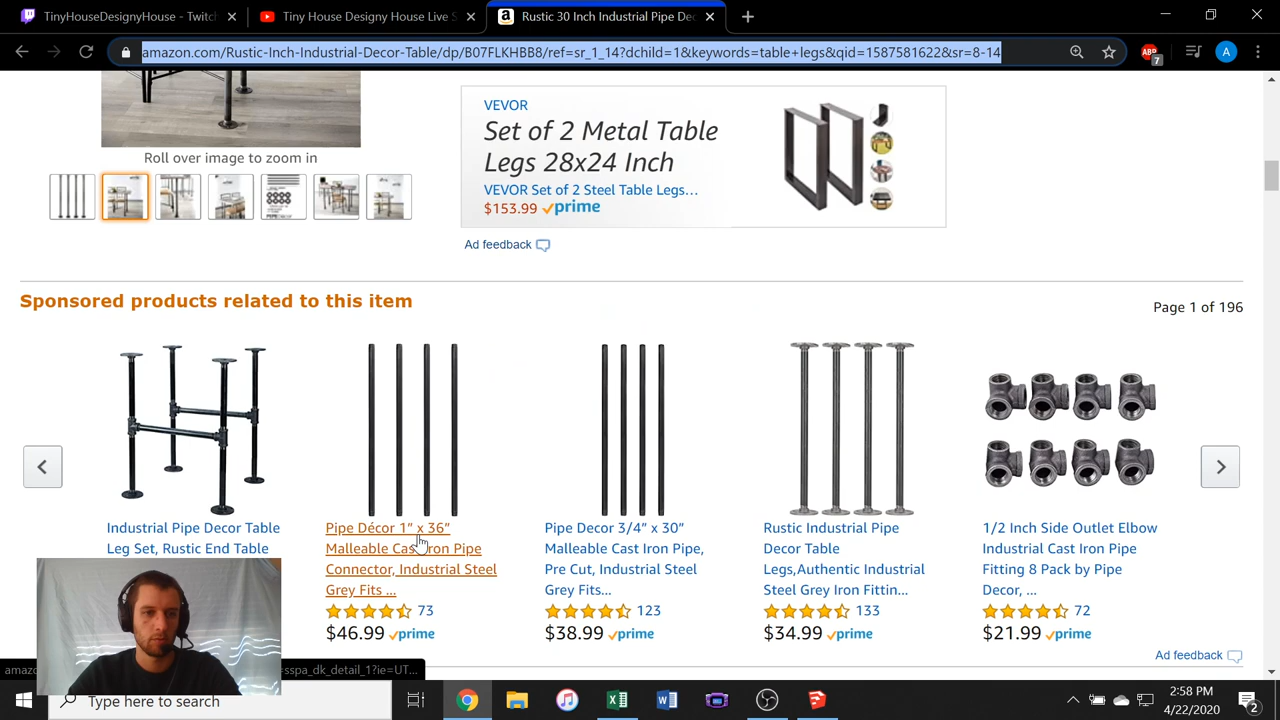 TinyHouseDesignyHouse - Twitch
Tiny House Designy House Live S
Rustic 30 Inch Industrial Pipe Dec
amazon.com/Rustic-Inch-Industrial-Decor-Table/dp/B07FLKHBB8/ref=sr_1_14?dchild=1&keywords=table+legs&qid=1587581622&sr=8-14
ABP
7
A
Roll over image to zoom in
VEVOR
Set of 2 Metal Table
Legs 28x24 Inch
VEVOR Set of 2 Steel Table Legs...
$153.99 prime
Ad feedback
Sponsored products related to this item
Page 1 of 196
Industrial Pipe Decor Table
Leg Set, Rustic End Table
Pipe Décor 1” x 36”
Malleable Cast Iron Pipe
Connector, Industrial Steel
Grey Fits ...
73
$46.99 prime
Pipe Decor 3/4” x 30”
Malleable Cast Iron Pipe,
Pre Cut, Industrial Steel
Grey Fits...
123
$38.99 prime
Rustic Industrial Pipe
Decor Table
Legs,Authentic Industrial
Steel Grey Iron Fittin...
133
$34.99 prime
1/2 Inch Side Outlet Elbow
Industrial Cast Iron Pipe
Fitting 8 Pack by Pipe
Decor, ...
72
$21.99 prime
Ad feedback
=sspa_dk_detail_1?ie=UT...
Type here to search
2:58 PM
4/22/2020
2